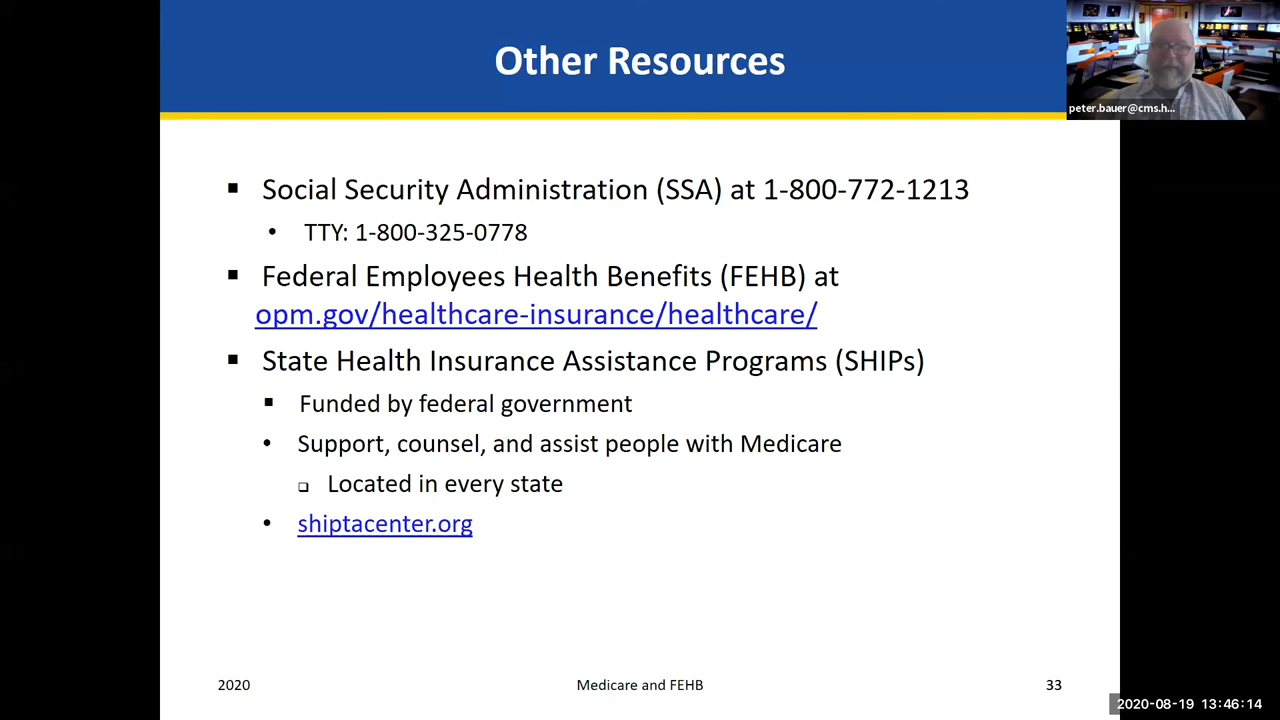 Other Resources
peter.bauer@cms.h...
▪ Social Security Administration (SSA) at 1-800-772-1213
• TTY: 1-800-325-0778
▪ Federal Employees Health Benefits (FEHB) at
opm.gov/healthcare-insurance/healthcare/
▪ State Health Insurance Assistance Programs (SHIPs)
▪ Funded by federal government
• Support, counsel, and assist people with Medicare
❑ Located in every state
• shiptacenter.org
2020
Medicare and FEHB
33
2020-08-19 13:46:14